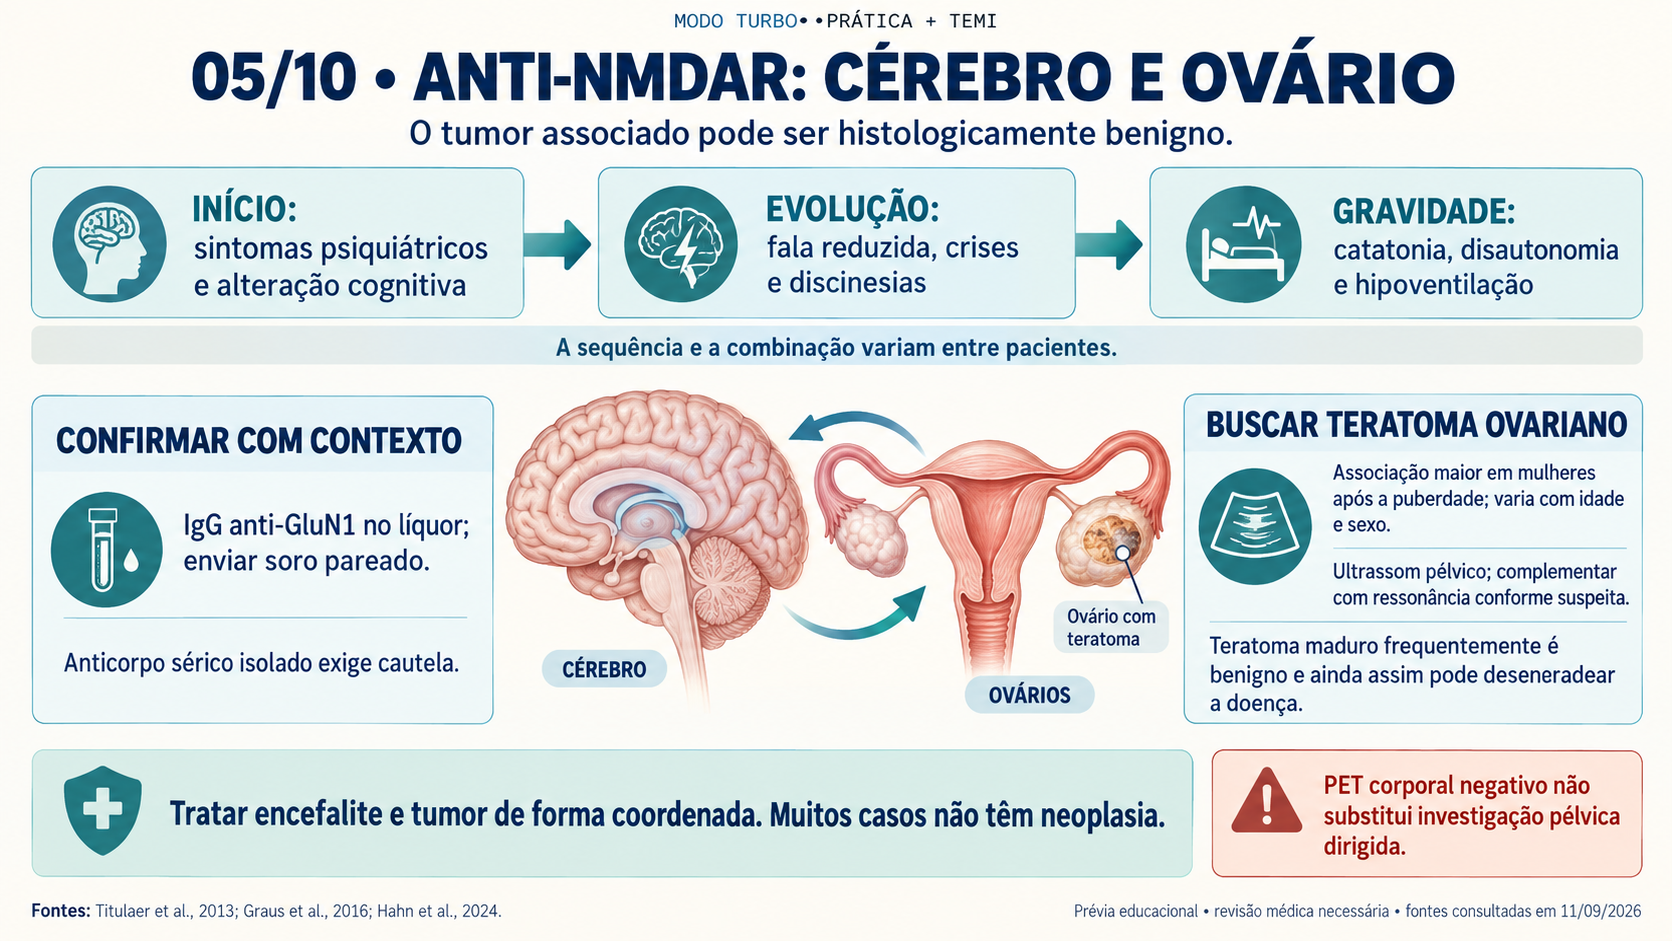 MODO TURBO••PRÁTICA + TEMI
05/10 • ANTI-NMDAR: CÉREBRO E OVÁRIO
O tumor associado pode ser histologicamente benigno.
INÍCIO:
sintomas psiquiátricos
e alteração cognitiva
EVOLUÇÃO:
fala reduzida, crises
e discinesias
GRAVIDADE:
catatonia, disautonomia
e hipoventilação
A sequência e a combinação variam entre pacientes.
CONFIRMAR COM CONTEXTO
IgG anti-GluN1 no líquor;
enviar soro pareado.
Anticorpo sérico isolado exige cautela.
CÉREBRO
Ovário com
teratoma
OVÁRIOS
BUSCAR TERATOMA OVARIANO
Associação maior em mulheres
após a puberdade; varia com idade
e sexo.
Ultrassom pélvico; complementar
com ressonância conforme suspeita.
Teratoma maduro frequentemente é
benigno e ainda assim pode deseneradear
a doença.
Tratar encefalite e tumor de forma coordenada. Muitos casos não têm neoplasia.
PET corporal negativo não
substitui investigação pélvica
dirigida.
Fontes: Titulaer et al., 2013; Graus et al., 2016; Hahn et al., 2024.
Prévia educacional • revisão médica necessária • fontes consultadas em 11/09/2026